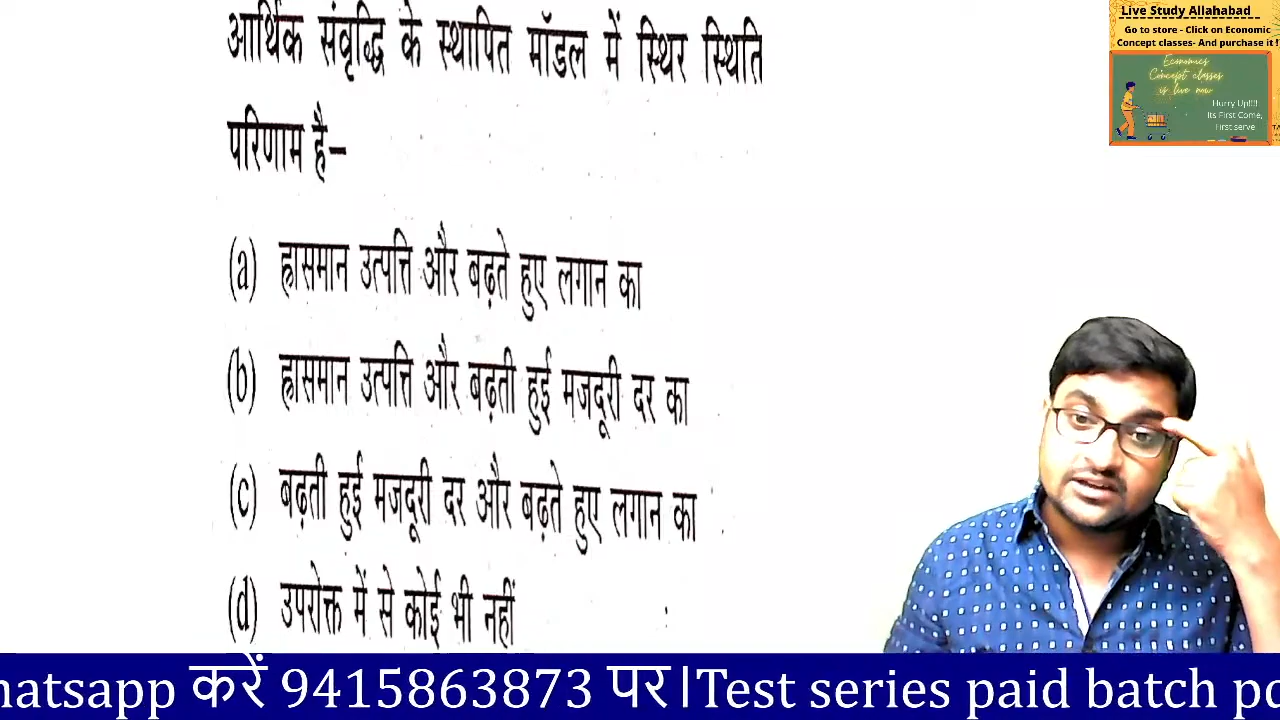 आर्थिक संवृद्धि के स्थापित मॉडल में स्थिर स्थिति
परिणाम है–
(a) ह्रासमान उत्पत्ति और बढ़ते हुए लगान का
(b) ह्रासमान उत्पत्ति और बढ़ती हुई मजदूरी दर का
(c) बढ़ती हुई मजदूरी दर और बढ़ते हुए लगान का
(d) उपरोक्त में से कोई भी नहीं
Live Study Allahabad
Go to store - Click on Economic
Concept classes- And purchase it !
Economics
Concept classes
is live now
Hurry Up!!!!
Its First Come,
First serve
hatsapp करें 9415863873 पर।Test series paid batch